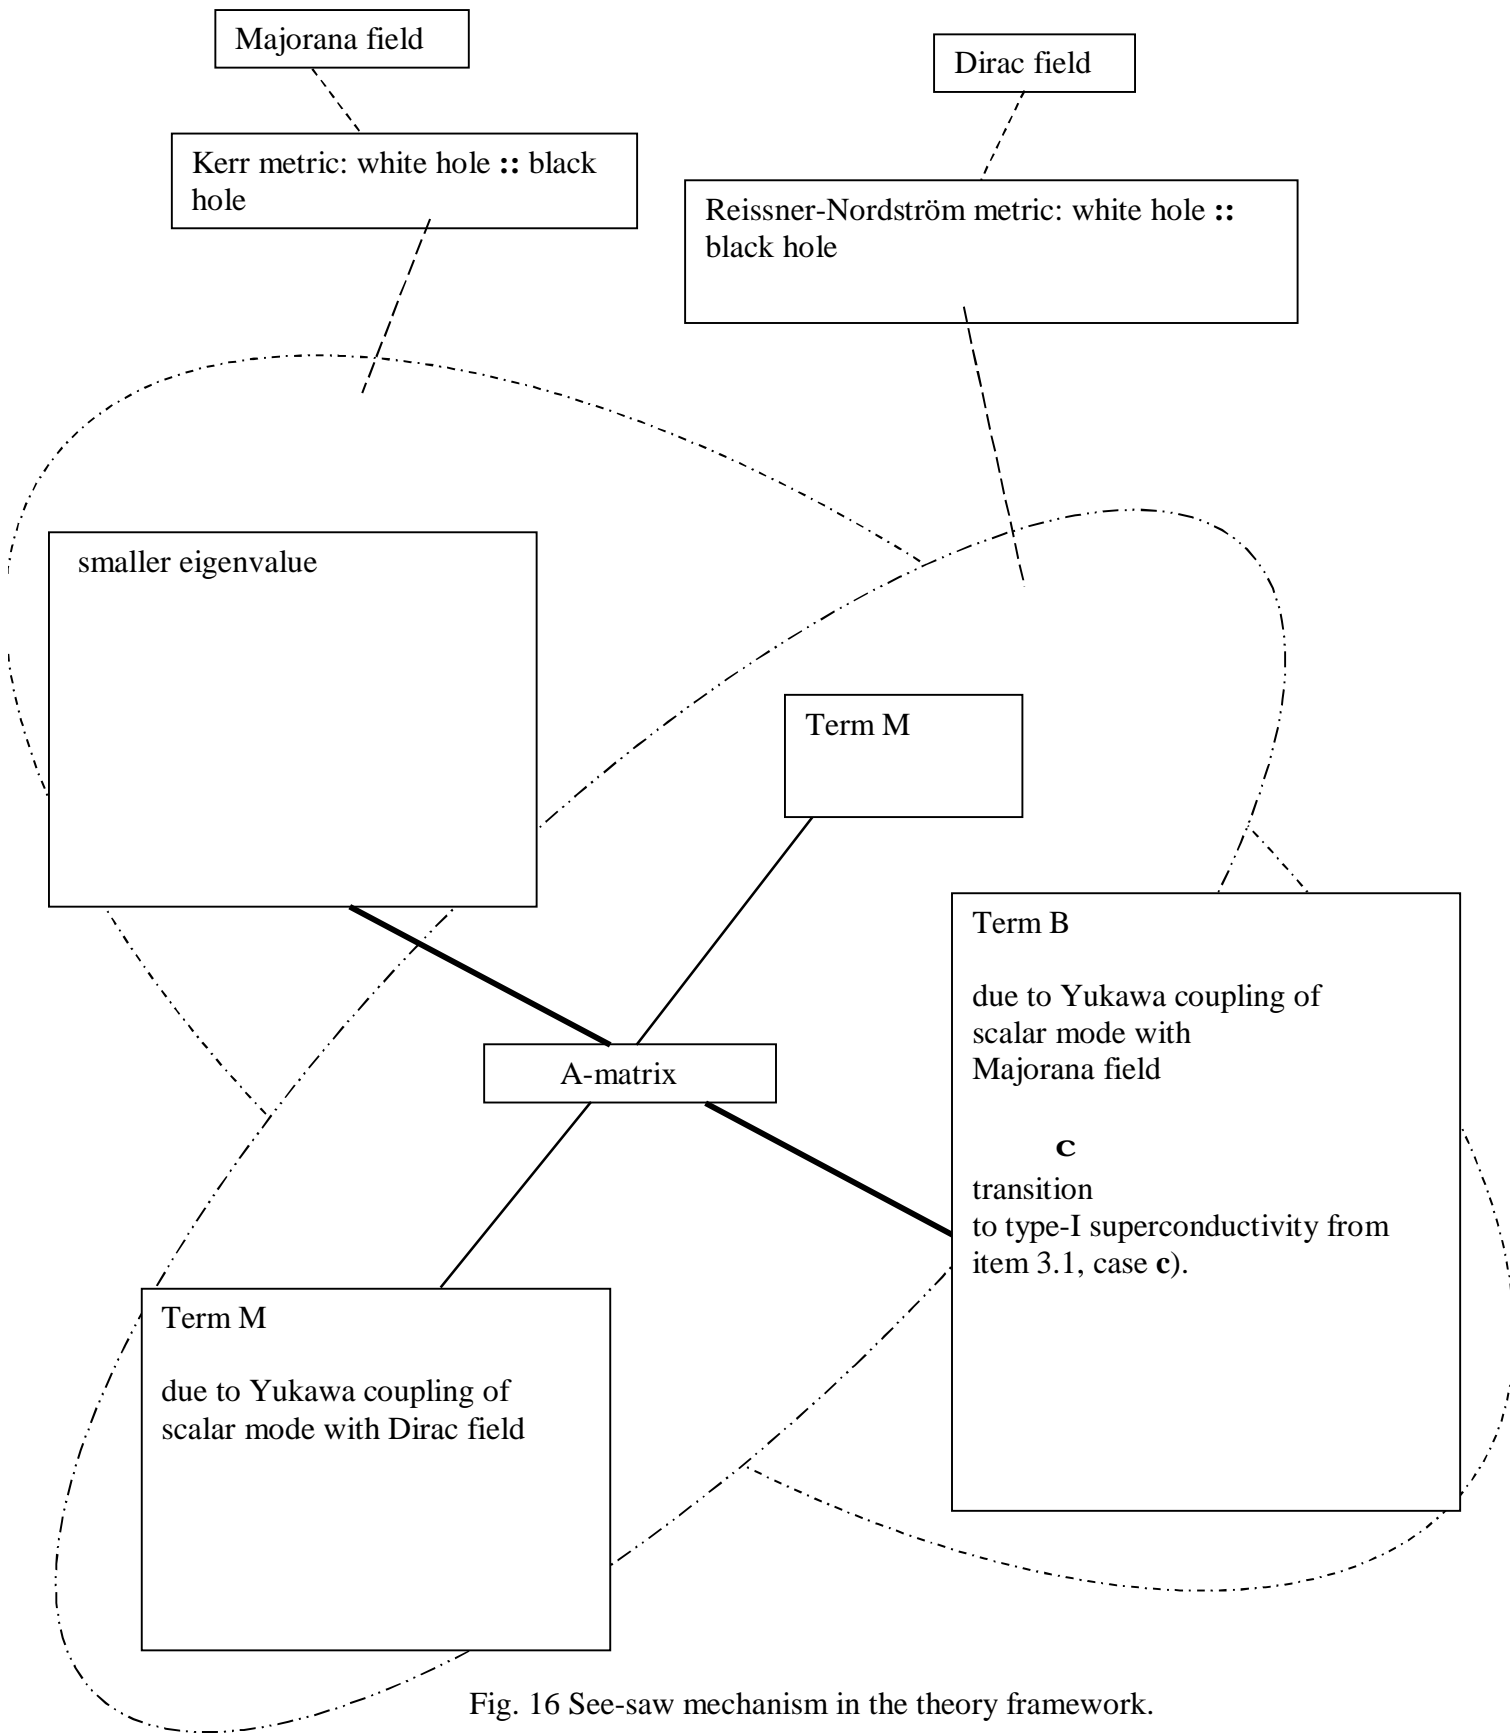 Majorana field
Dirac field
Kerr metric: white hole :: black
hole
Reissner-Nordström metric: white hole ::
black hole
smaller eigenvalue
Term M
Term B
due to Yukawa coupling of
scalar mode with
Majorana field
c
transition
to type-I superconductivity from
item 3.1, case c).
A-matrix
Term M
due to Yukawa coupling of
scalar mode with Dirac field
Fig. 16 See-saw mechanism in the theory framework.